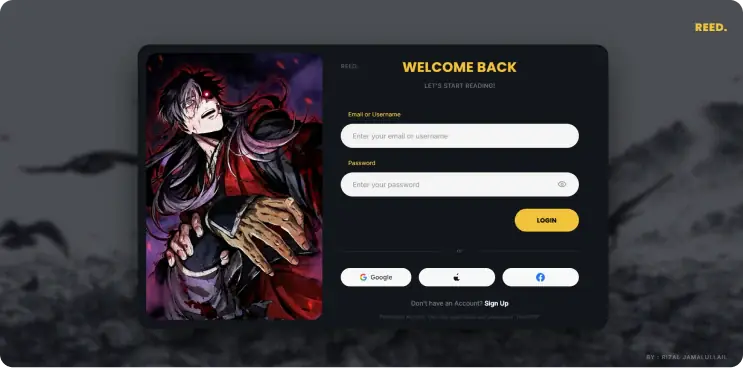 REED.
REED.
WELCOME BACK
LET'S START READING!
Email or Username
Enter your email or username
Password
Enter your password
LOGIN
or
Google
Don't have an Account? Sign Up
BY : RIZAL JAMALULLAIL